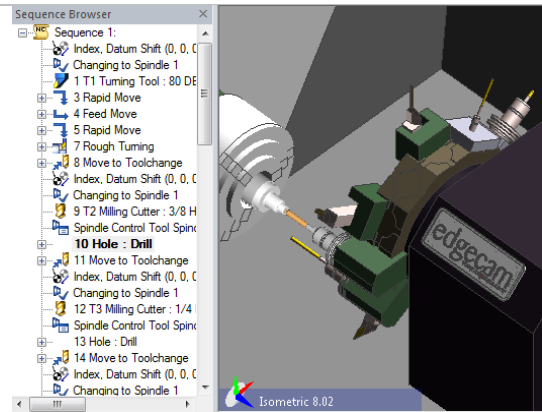 Sequence Browser
Sequence 1:
Index, Datum Shift (0, 0, 0
Changing to Spindle 1
1 T1 Turning Tool : 80 DE
3 Rapid Move
4 Feed Move
5 Rapid Move
7 Rough Turning
8 Move to Toolchange
Index, Datum Shift (0, 0, 0
Changing to Spindle 1
9 T2 Milling Cutter : 3/8 H
Spindle Control Tool Spind
10 Hole : Drill
11 Move to Toolchange
Index, Datum Shift (0, 0, 0
Changing to Spindle 1
12 T3 Milling Cutter : 1/4
Spindle Control Tool Spind
13 Hole : Drill
14 Move to Toolchange
Index, Datum Shift (0, 0, 0
Changing to Spindle 1
edgecam
Isometric 8.02